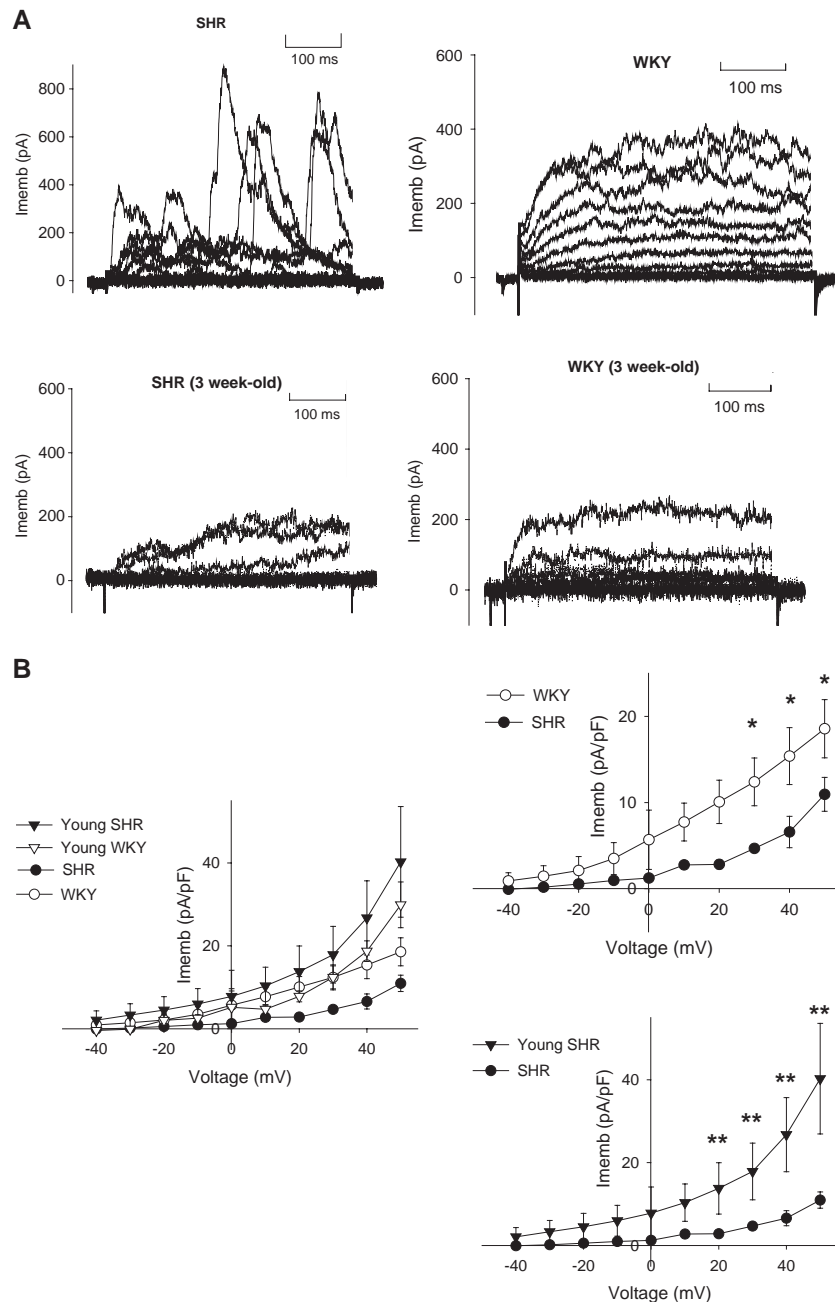 A
SHR
100 ms
800
600
400
200
0
Imemb (pA)
WKY
100 ms
600
400
200
0
Imemb (pA)
SHR (3 week-old)
100 ms
600
400
200
0
Imemb (pA)
WKY (3 week-old)
100 ms
600
400
200
0
Imemb (pA)
B
WKY
SHR
Imemb (pA/pF)
20
10
0
* * *
-40 -20 0 20 40
Voltage (mV)
Young SHR
Young WKY
SHR
WKY
Imemb (pA/pF)
40
20
0
-40 -20 0 20 40
Voltage (mV)
Young SHR
SHR
Imemb (pA/pF)
40
20
0
** ** ** **
-40 -20 0 20 40
Voltage (mV)